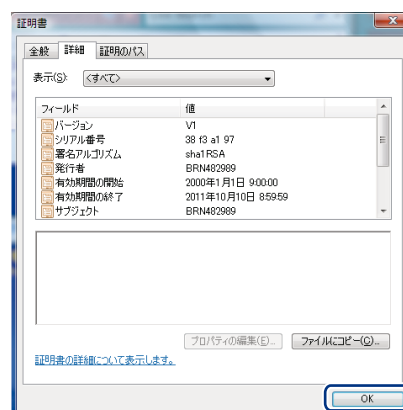 証明書
全般 詳細 証明のパス
表示(S): <すべて>
フィールド 値
バージョン V1
シリアル番号 38 f3 a1 97
署名アルゴリズム sha1RSA
発行者 BRN482989
有効期間の開始 2000年1月1日 9:00:00
有効期間の終了 2011年10月10日 8:59:59
サブジェクト BRN482989
プロパティの編集(E)... ファイルにコピー(C)...
証明書の詳細について表示します。
OK